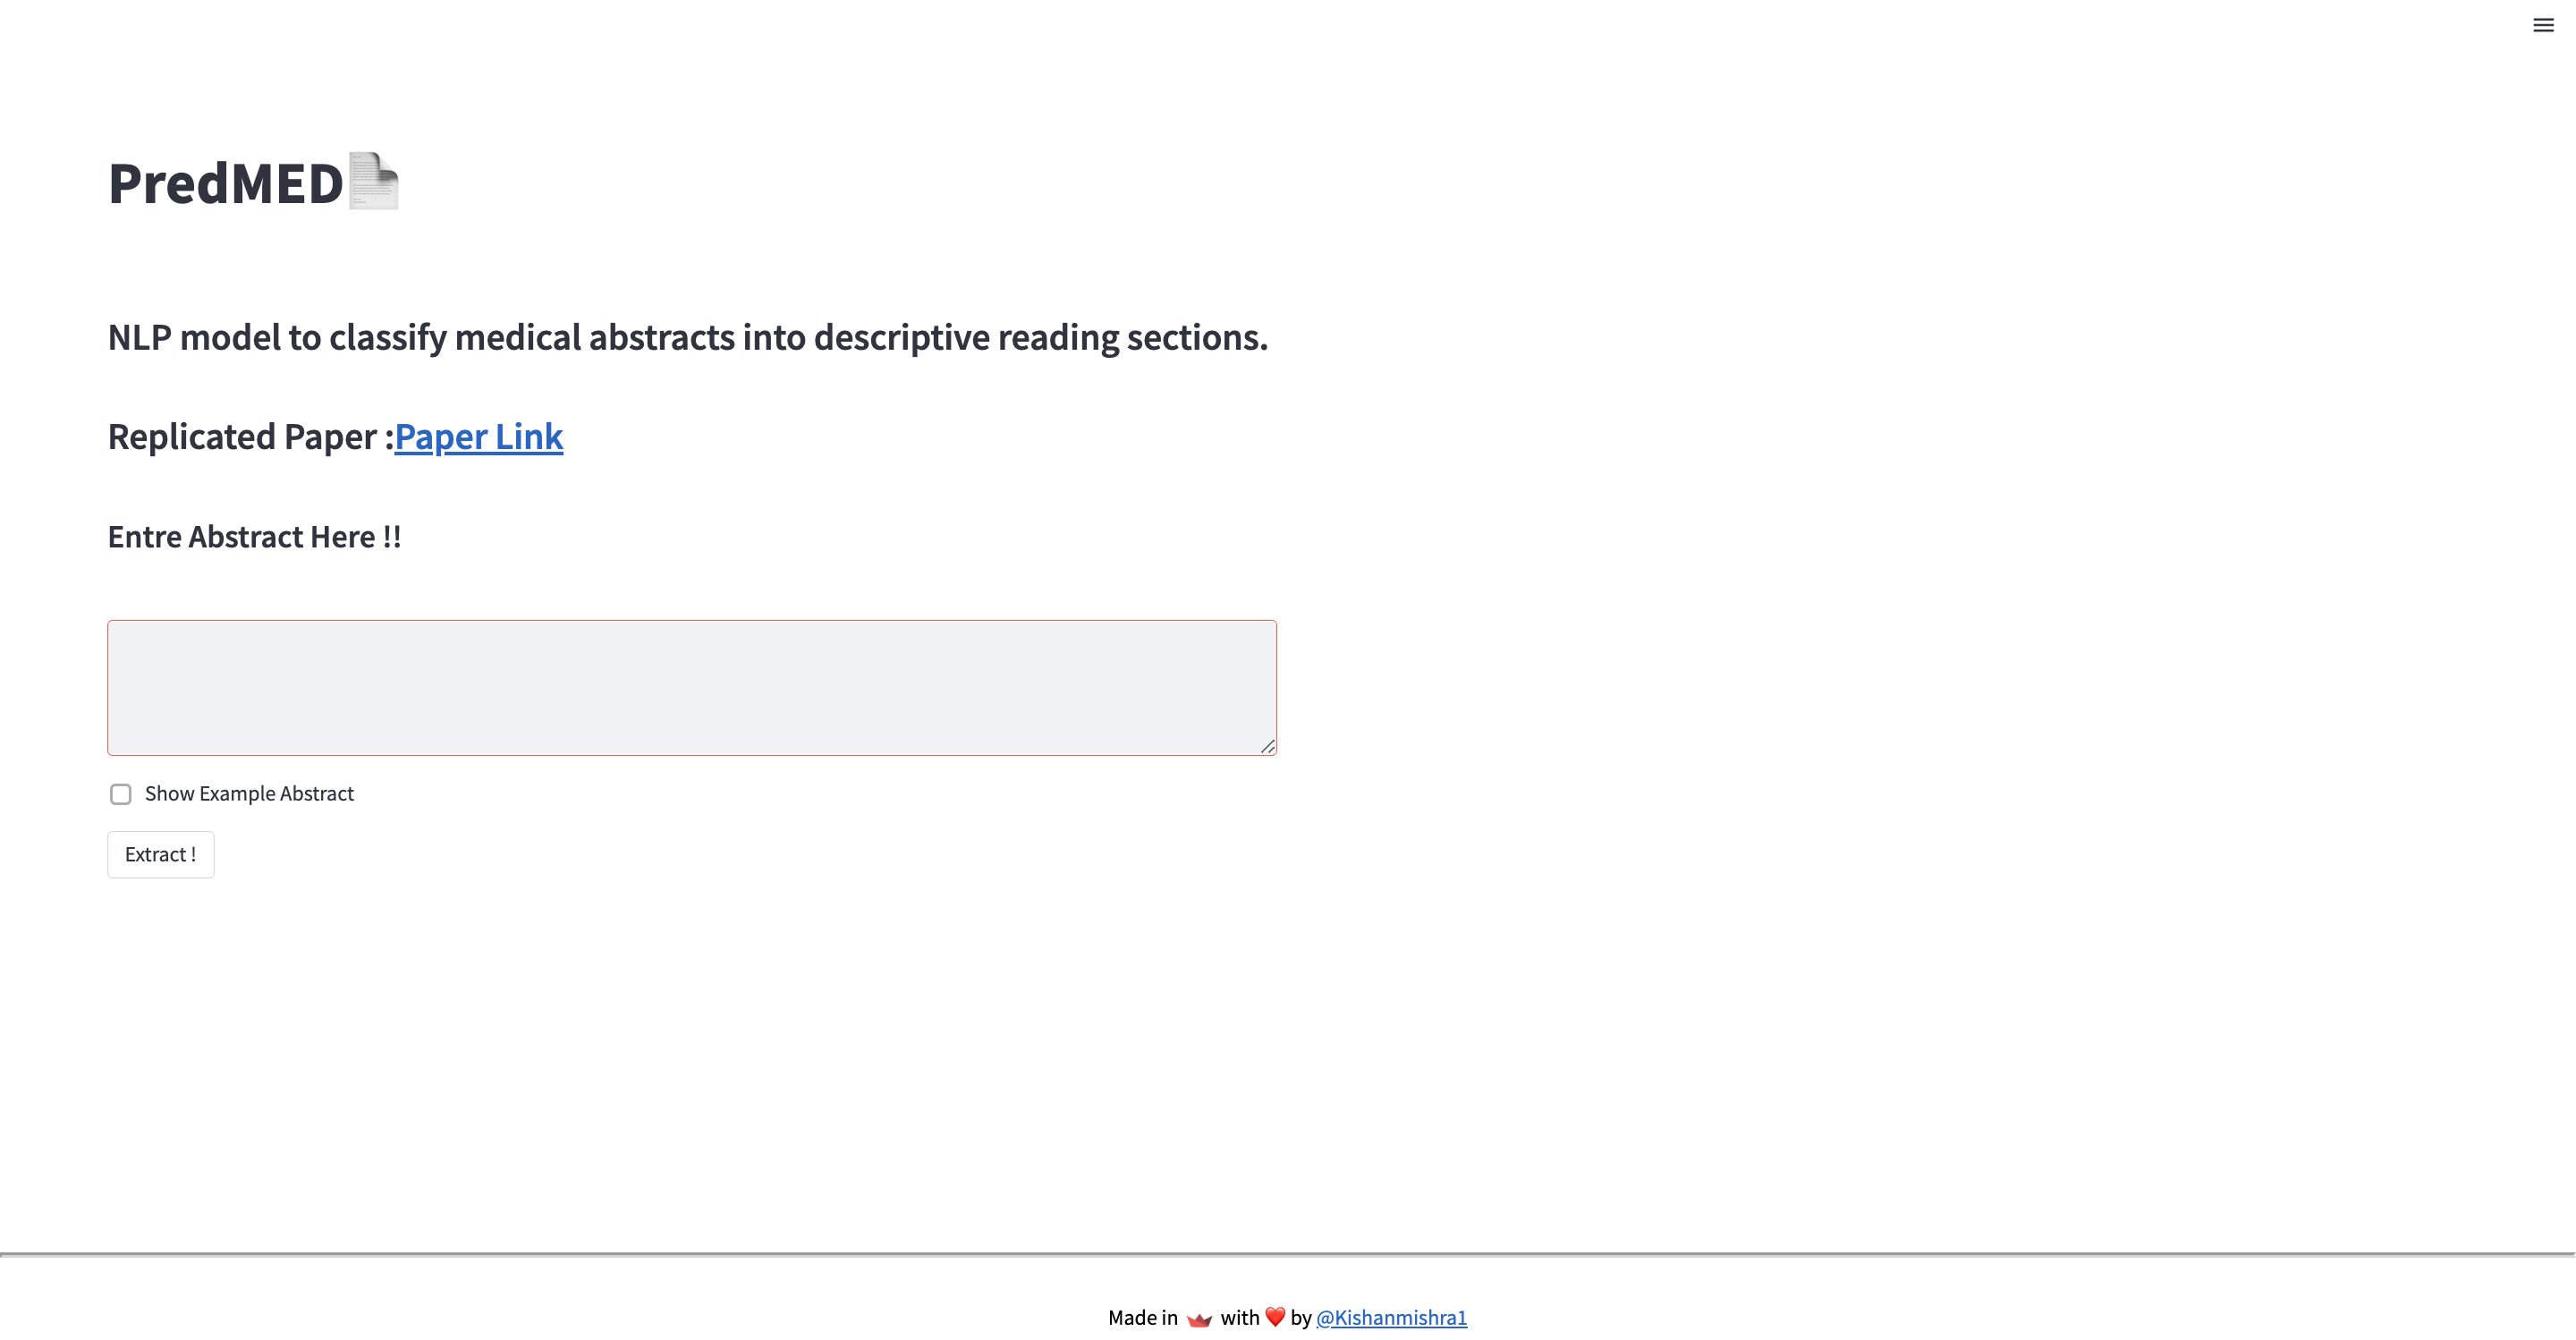 PredMED
NLP model to classify medical abstracts into descriptive reading sections.
Replicated Paper :Paper Link
Entre Abstract Here !!
Show Example Abstract
Extract !
Made in with ❤️ by @Kishanmishra1